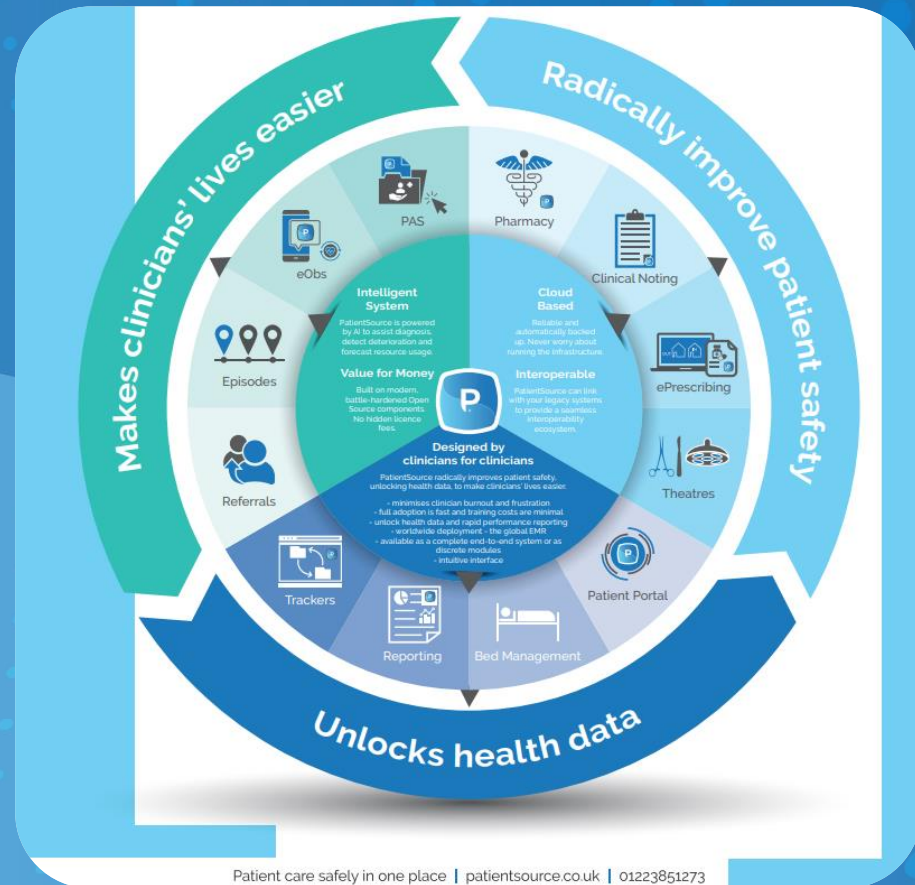 Makes clinicians' lives easier
Radically improve patient safety
Unlocks health data
PAS
Pharmacy
eObs
Clinical Noting
Episodes
ePrescribing
Referrals
Theatres
Trackers
Patient Portal
Reporting
Bed Management
Intelligent
System
PatientSource is powered
by AI to assist diagnosis,
detect deterioration and
forecast resource usage.
Value for Money
Built on modern,
battle-hardened Open
Source components.
No hidden licence
fees.
Cloud
Based
Reliable and
automatically backed
up. Never worry about
running the infrastructure.
Interoperable
PatientSource can link
with your legacy systems
to provide a seamless
interoperability
ecosystem.
P
Designed by
clinicians for clinicians
PatientSource radically improves patient safety,
unlocking health data, to make clinicians' lives easier.
- minimises clinician burnout and frustration
- full adoption is fast and training costs are minimal
- unlock health data and rapid performance reporting
- worldwide deployment - the global EMR
- available as a complete end-to-end system or as
discrete modules
- intuitive interface
Patient care safely in one place | patientsource.co.uk | 01223851273